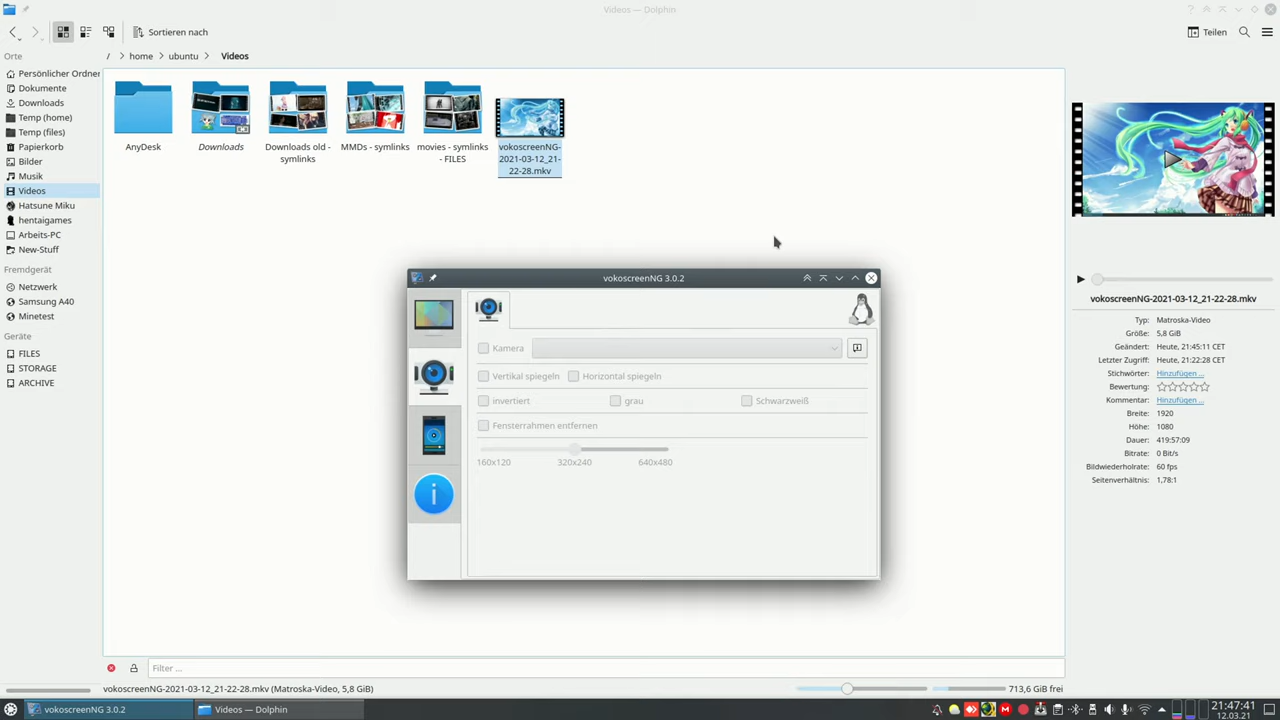 Videos — Dolphin
Sortieren nach
Teilen
Orte
/ > home > ubuntu > Videos
Persönlicher Ordner
Dokumente
Downloads
Temp (home)
Temp (files)
Papierkorb
Bilder
Musik
Videos
Hatsune Miku
hentaigames
Arbeits-PC
New-Stuff
Fremdgerät
Netzwerk
Samsung A40
Minetest
Geräte
FILES
STORAGE
ARCHIVE
AnyDesk
Downloads
Downloads old -
symlinks
MMDs - symlinks
movies - symlinks
- FILES
vokoscreenNG-
2021-03-12_21-
22-28.mkv
vokoscreenNG 3.0.2
Kamera
Vertikal spiegeln
Horizontal spiegeln
invertiert
grau
Schwarzweiß
Fensterrahmen entfernen
160x120
320x240
640x480
vokoscreenNG-2021-03-12_21-22-28.mkv
Typ: Matroska-Video
Größe: 5,8 GiB
Geändert: Heute, 21:45:11 CET
Letzter Zugriff: Heute, 21:22:28 CET
Stichwörter: Hinzufügen ...
Bewertung:
Kommentar: Hinzufügen ...
Breite: 1920
Höhe: 1080
Dauer: 419:57:09
Bitrate: 0 Bit/s
Bildwiederholrate: 60 fps
Seitenverhältnis: 1,78:1
Filter ...
vokoscreenNG-2021-03-12_21-22-28.mkv (Matroska-Video, 5,8 GiB)
713,6 GiB frei
vokoscreenNG 3.0.2
Videos — Dolphin
21:47:41
12.03.21